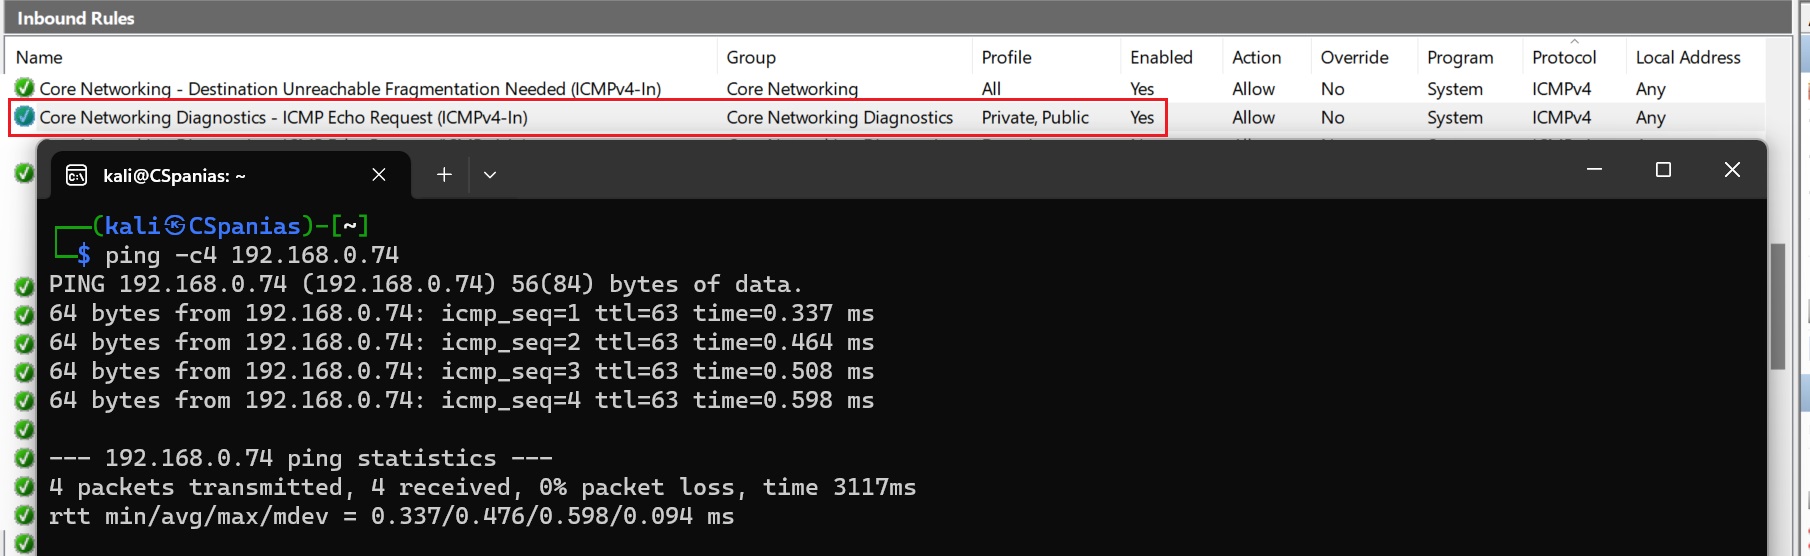 Inbound Rules
Name Group Profile Enabled Action Override Program Protocol Local Address
Core Networking - Destination Unreachable Fragmentation Needed (ICMPv4-In) Core Networking All Yes Allow No System ICMPv4 Any
Core Networking Diagnostics - ICMP Echo Request (ICMPv4-In) Core Networking Diagnostics Private, Public Yes Allow No System ICMPv4 Any
kali@CSpanias: ~
┌──(kali㉿CSpanias)-[~]
└─$ ping -c4 192.168.0.74
PING 192.168.0.74 (192.168.0.74) 56(84) bytes of data.
64 bytes from 192.168.0.74: icmp_seq=1 ttl=63 time=0.337 ms
64 bytes from 192.168.0.74: icmp_seq=2 ttl=63 time=0.464 ms
64 bytes from 192.168.0.74: icmp_seq=3 ttl=63 time=0.508 ms
64 bytes from 192.168.0.74: icmp_seq=4 ttl=63 time=0.598 ms
--- 192.168.0.74 ping statistics ---
4 packets transmitted, 4 received, 0% packet loss, time 3117ms
rtt min/avg/max/mdev = 0.337/0.476/0.598/0.094 ms